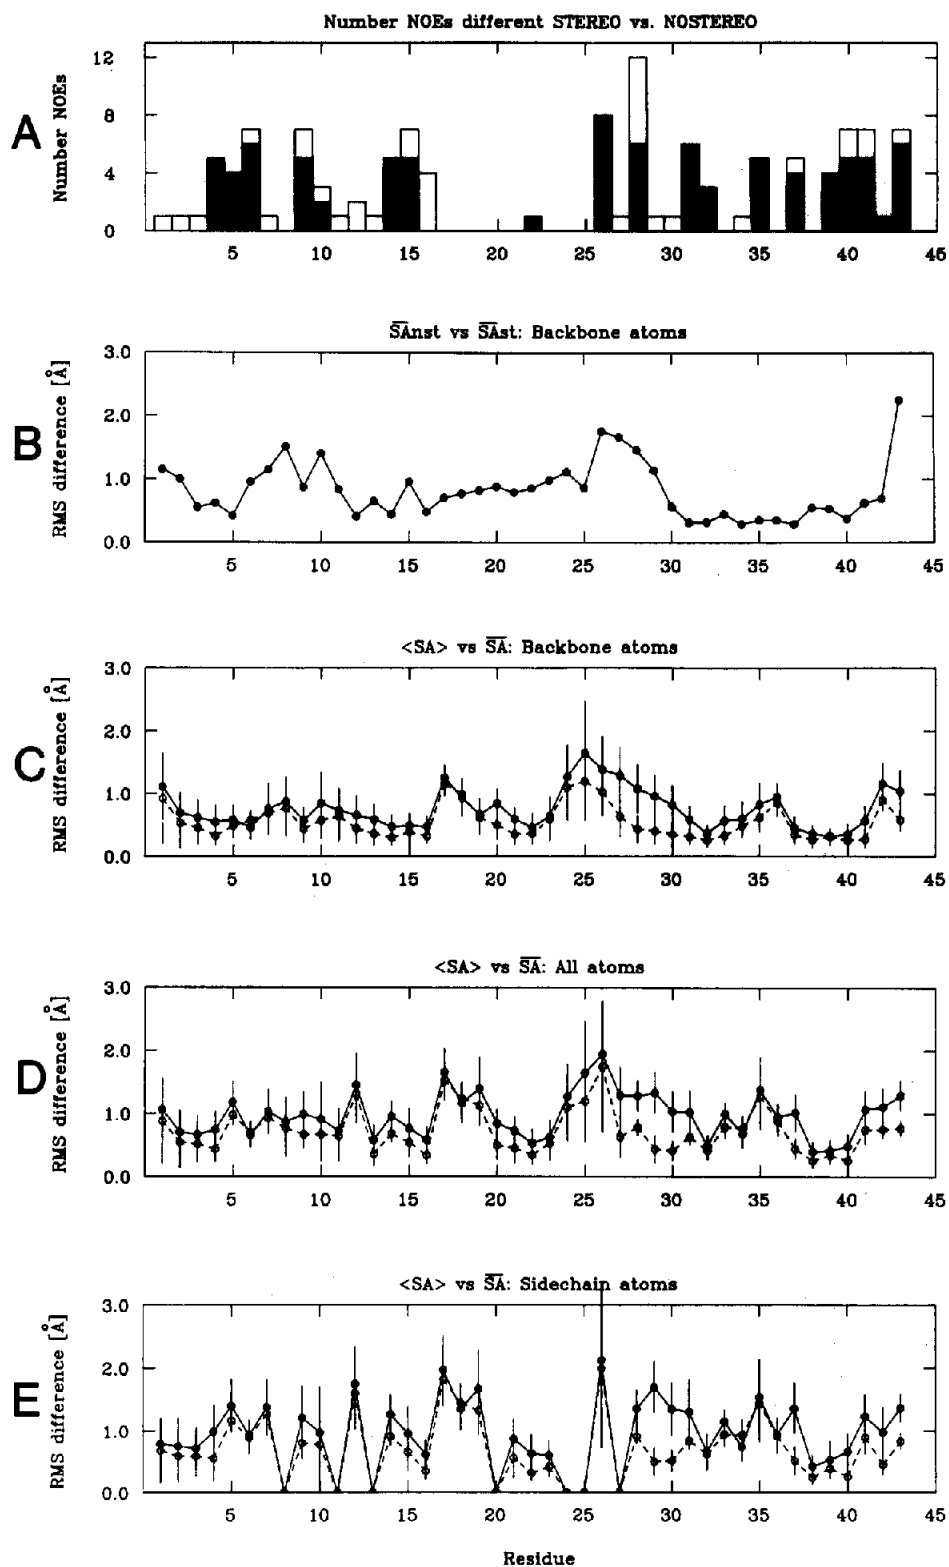 Number NOEs different STEREO vs. NOSTEREO
A
Number NOEs
12
8
4
0
5 10 15 20 25 30 35 40 45
S̅A̅nst vs S̅A̅st: Backbone atoms
B
RMS difference [Å]
3.0
2.0
1.0
0.0
5 10 15 20 25 30 35 40 45
<SA> vs S̅A̅: Backbone atoms
C
RMS difference [Å]
3.0
2.0
1.0
0.0
5 10 15 20 25 30 35 40 45
<SA> vs S̅A̅: All atoms
D
RMS difference [Å]
3.0
2.0
1.0
0.0
5 10 15 20 25 30 35 40 45
<SA> vs S̅A̅: Sidechain atoms
E
RMS difference [Å]
3.0
2.0
1.0
0.0
5 10 15 20 25 30 35 40 45
Residue